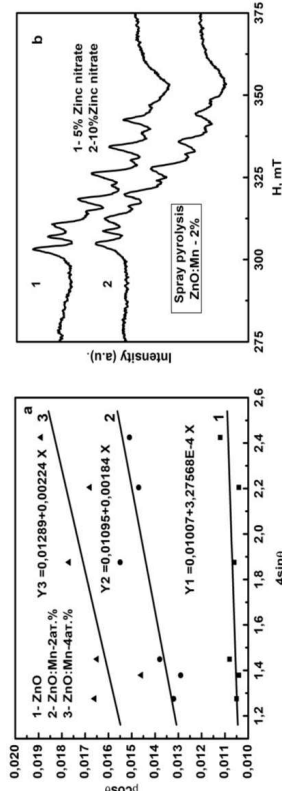 a
0,020
0,019
0,018
0,017
0,016
0,015
0,014
0,013
0,012
0,011
0,010
βcosθ
1- ZnO
2- ZnO:Mn-2ат.%
3- ZnO:Mn-4ат.%
Y3 =0,01289+0,00224 X
3
Y2 =0,01095+0,00184 X
2
Y1 =0,01007+3,27568E-4 X
1
1,2 1,4 1,6 1,8 2,0 2,2 2,4 2,6
4sinθ
b
Intensity (a.u.)
1
2
1- 5% Zinc nitrate
2-10%Zinc nitrate
Spray pyrolysis
ZnO:Mn - 2%
275 300 325 350 375
H, mT